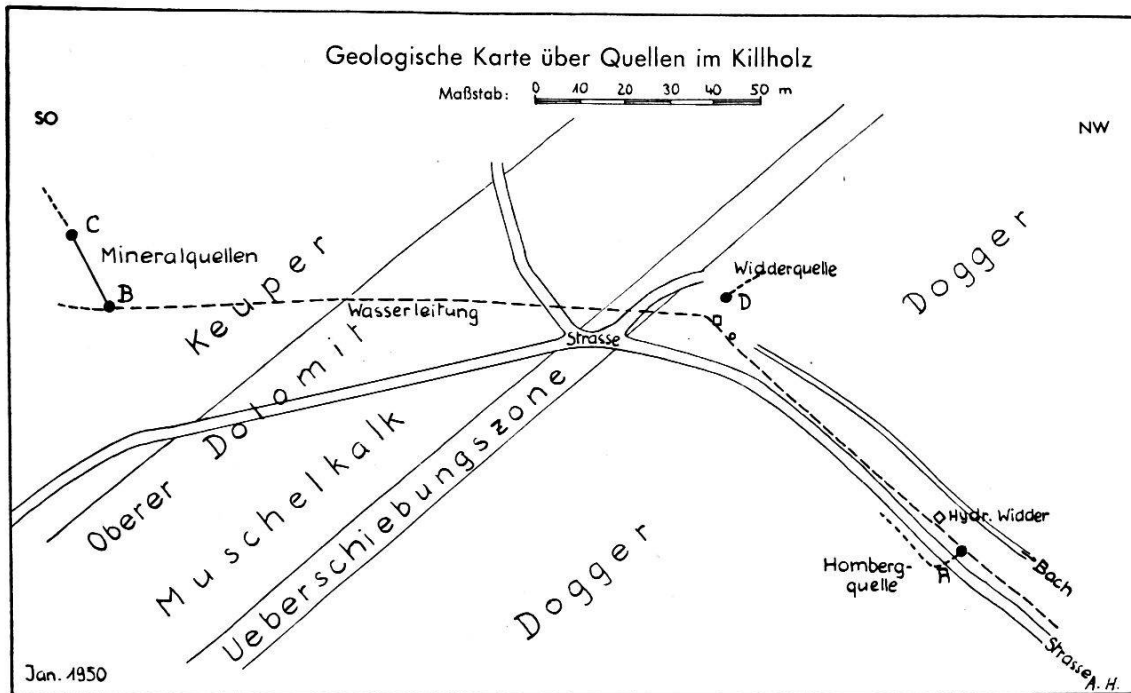 Geologische Karte über Quellen im Killholz
Maßstab: 0 10 20 30 40 50 m
SO
NW
C
Mineralquellen
B
Keuper
Wasserleitung
Strasse
Widderquelle
D
Dogger
Oberer Dolomit
Muschelkalk
Ueberschiebungszone
Dogger
Hydr. Widder
Homberg-
quelle
A
Bach
Strasse
Jan. 1950
A.H.